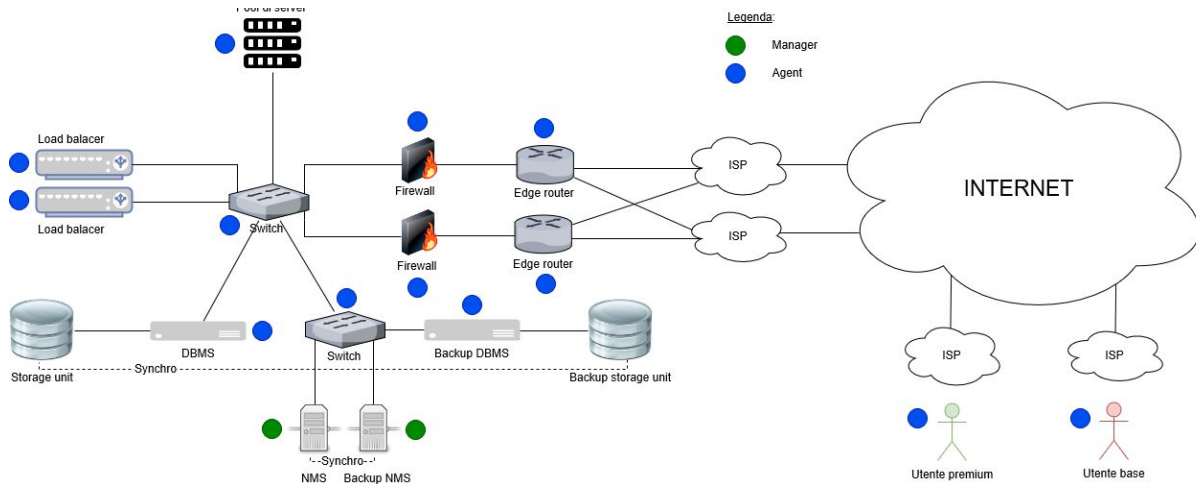 Pool di server
Legenda:
Manager
Agent
Load balacer
Load balacer
Switch
Firewall
Firewall
Edge router
Edge router
ISP
ISP
INTERNET
Storage unit
DBMS
Synchro
Switch
Backup DBMS
Backup storage unit
Synchro
NMS
Backup NMS
ISP
ISP
Utente premium
Utente base